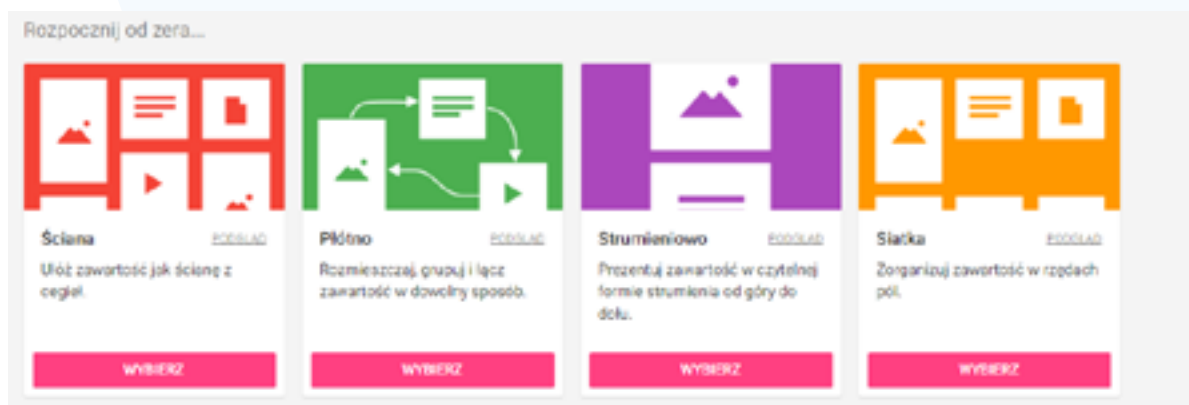 Rozpocznij od zera...
Ściana PODGLĄD
Ułóż zawartość jak ścianę z
cegieł.
WYBIERZ
Płótno PODGLĄD
Rozmieszczaj, grupuj i łącz
zawartość w dowolny sposób.
WYBIERZ
Strumieniowo PODGLĄD
Prezentuj zawartość w czytelnej
formie strumienia od góry do
dołu.
WYBIERZ
Siatka PODGLĄD
Zorganizuj zawartość w rzędach
pól.
WYBIERZ